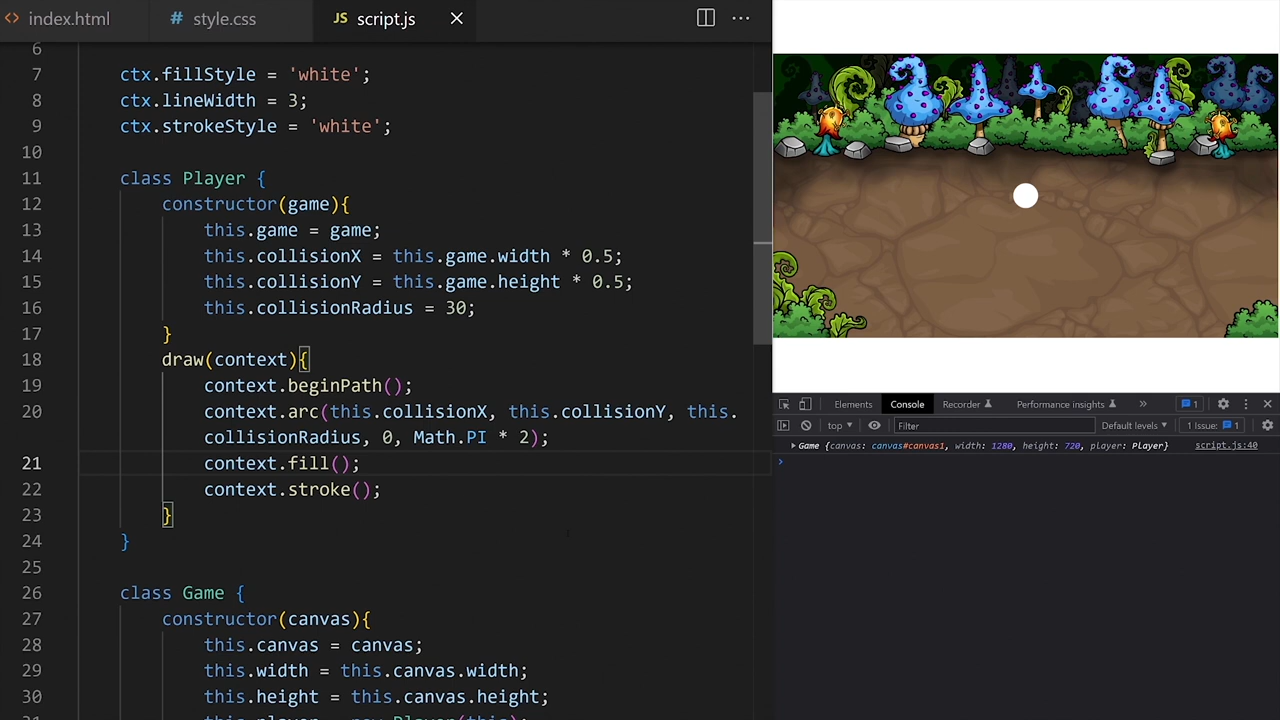 index.html
style.css
JS script.js
6
7 ctx.fillStyle = 'white';
8 ctx.lineWidth = 3;
9 ctx.strokeStyle = 'white';
10
11 class Player {
12 constructor(game){
13 this.game = game;
14 this.collisionX = this.game.width * 0.5;
15 this.collisionY = this.game.height * 0.5;
16 this.collisionRadius = 30;
17 }
18 draw(context){
19 context.beginPath();
20 context.arc(this.collisionX, this.collisionY, this.
collisionRadius, 0, Math.PI * 2);
21 context.fill();
22 context.stroke();
23 }
24 }
25
26 class Game {
27 constructor(canvas){
28 this.canvas = canvas;
29 this.width = this.canvas.width;
30 this.height = this.canvas.height;
this.player = new Player(this);
Elements Console Recorder Performance insights 1
top Filter Default levels 1 Issue: 1
Game {canvas: canvas#canvas1, width: 1280, height: 720, player: Player} script.js:40